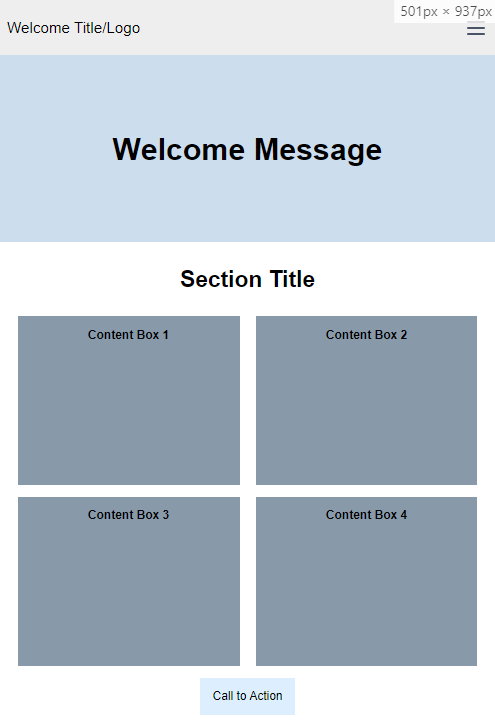 Welcome Title/Logo
501px × 937px
Welcome Message
Section Title
Content Box 1
Content Box 2
Content Box 3
Content Box 4
Call to Action